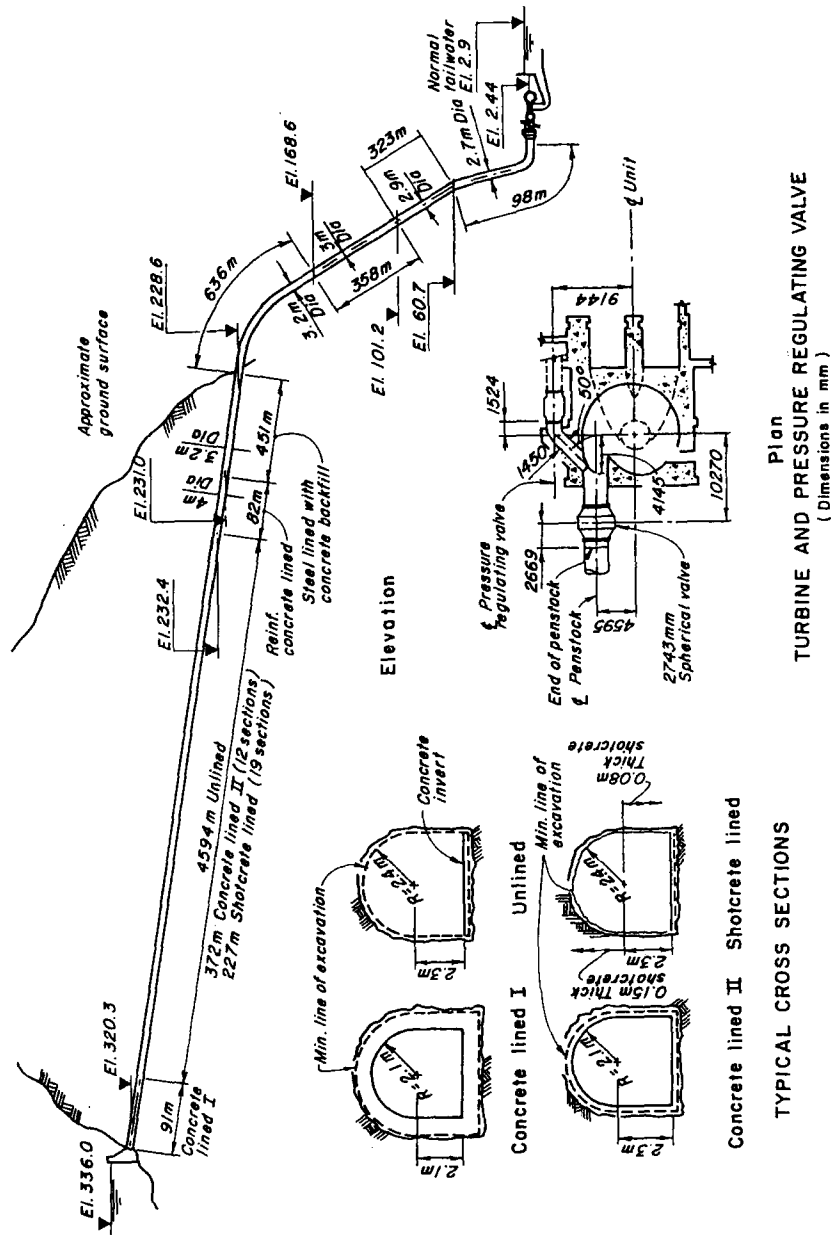 El. 336.0
El. 320.3
91m
Concrete
lined I
4594m Unlined
372m Concrete lined II (12 sections)
227m Shotcrete lined (19 sections)
El. 232.4
El. 231.0
82m
4m
Dia
Reinf.
concrete lined
451m
3.2m
Dia
Steel lined with
concrete backfill
Approximate
ground surface
El. 228.6
636m
3.2m
Dia
El. 168.6
3m
Dia
358m
El. 101.2
323m
2.9m
Dia
El. 60.7
2.7m Dia
98m
Normal
tailwater
El. 2.9
El. 2.44
Elevation
Min. line of excavation
R=2.1m
2.1m
Concrete lined I
R=2.4m
2.3m
Concrete
invert
Unlined
Min. line of
excavation
R=2.1m
2.3m
Concrete lined II
0.15m Thick
shotcrete
R=2.4m
2.3m
0.08m
Thick
shotcrete
Shotcrete lined
TYPICAL CROSS SECTIONS
℄ Pressure
regulating valve
End of penstock
℄ Penstock
2669
4595
2743mm
Spherical valve
1450
1524
50°
4145
10270
9144
℄ Unit
Plan
TURBINE AND PRESSURE REGULATING VALVE
(Dimensions in mm)